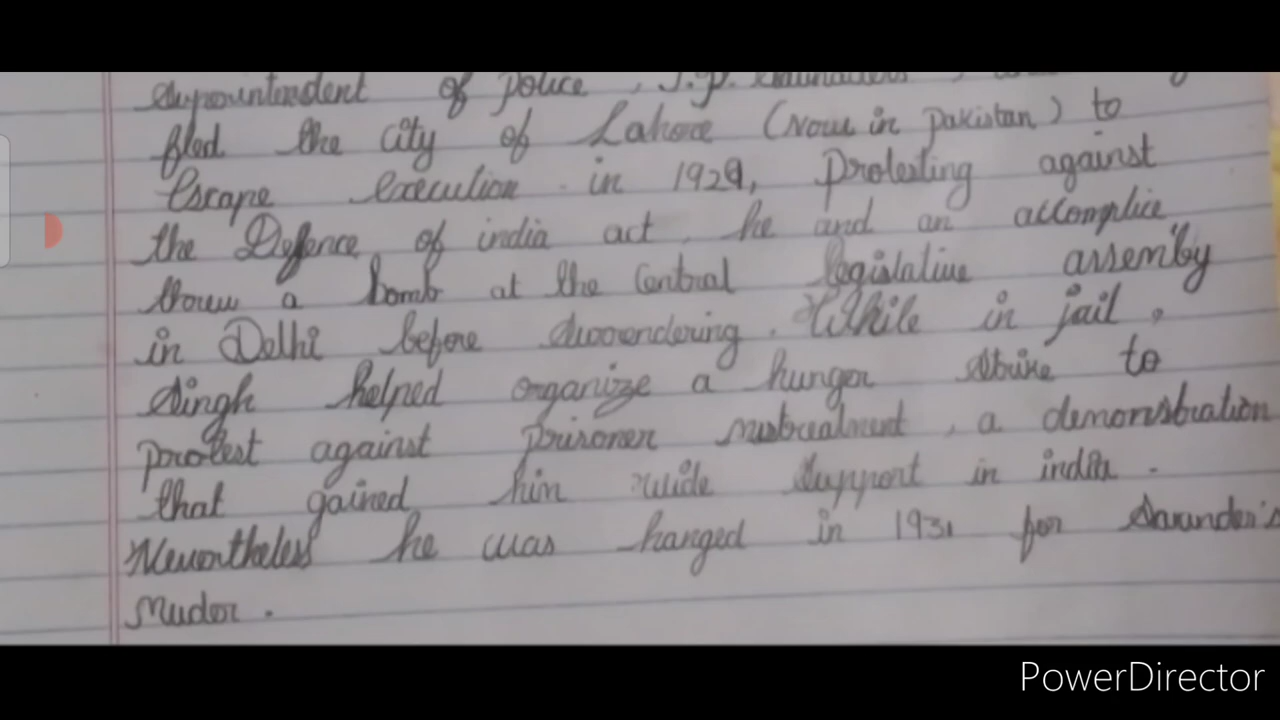 of police, J.P.
fled the city of Lahore (Now in pakistan) to
Escape execution. in 1929, Protesting against
the Defence of india act, he and an accomplice
threw a bomb at the Central legislative assembly
in Delhi before surrendering. While in jail,
Singh helped organize a hunger strike to
protest against prisoner mistreatment, a demonstration
that gained him wide support in india.
Nevertheless he was hanged in 1931 for Saunder's
Muder.
PowerDirector